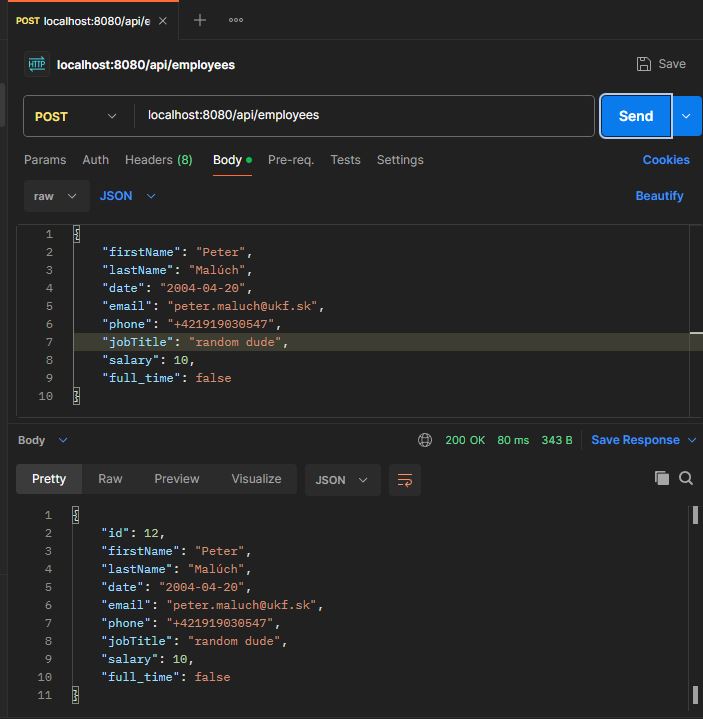 POST localhost:8080/api/e
HTTP localhost:8080/api/employees Save
POST localhost:8080/api/employees Send
Params Auth Headers (8) Body Pre-req. Tests Settings Cookies
raw JSON Beautify
1 {
2 "firstName": "Peter",
3 "lastName": "Malúch",
4 "date": "2004-04-20",
5 "email": "peter.maluch@ukf.sk",
6 "phone": "+421919030547",
7 "jobTitle": "random dude",
8 "salary": 10,
9 "full_time": false
10 }
Body 200 OK 80 ms 343 B Save Response
Pretty Raw Preview Visualize JSON
1 {
2 "id": 12,
3 "firstName": "Peter",
4 "lastName": "Malúch",
5 "date": "2004-04-20",
6 "email": "peter.maluch@ukf.sk",
7 "phone": "+421919030547",
8 "jobTitle": "random dude",
9 "salary": 10,
10 "full_time": false
11 }